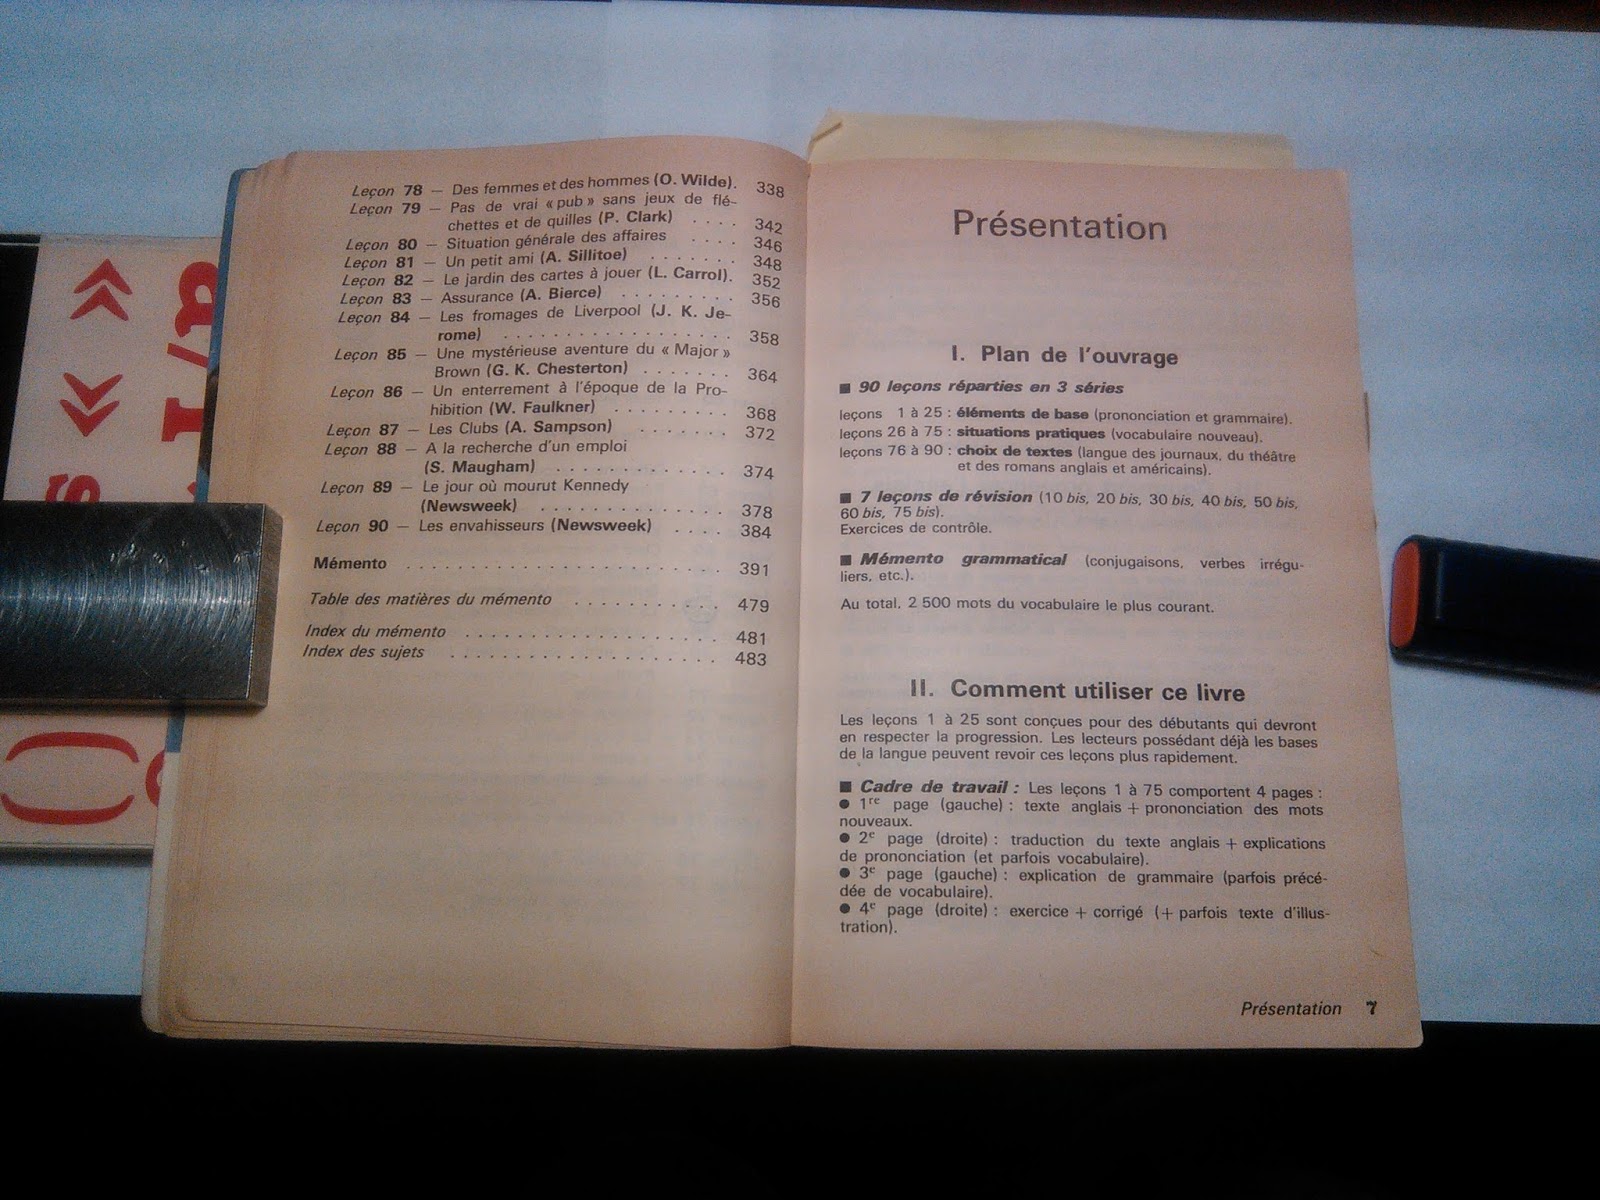 Leçon 78 — Des femmes et des hommes (O. Wilde). 338
Leçon 79 — Pas de vrai « pub » sans jeux de flé-
chettes et de quilles (P. Clark) . . . . 342
Leçon 80 — Situation générale des affaires . . . . 346
Leçon 81 — Un petit ami (A. Sillitoe) . . . . . . . 348
Leçon 82 — Le jardin des cartes à jouer (L. Carrol). 352
Leçon 83 — Assurance (A. Bierce) . . . . . . . . . 356
Leçon 84 — Les fromages de Liverpool (J. K. Je-
rome) . . . . . . . . . . . . . . . . . . 358
Leçon 85 — Une mystérieuse aventure du « Major »
Brown (G. K. Chesterton) . . . . . . . 364
Leçon 86 — Un enterrement à l'époque de la Pro-
hibition (W. Faulkner) . . . . . . . . . 368
Leçon 87 — Les Clubs (A. Sampson) . . . . . . . 372
Leçon 88 — A la recherche d'un emploi
(S. Maugham) . . . . . . . . . . . . . 374
Leçon 89 — Le jour où mourut Kennedy
(Newsweek) . . . . . . . . . . . . . . 378
Leçon 90 — Les envahisseurs (Newsweek) . . . . 384
Mémento . . . . . . . . . . . . . . . . . . . . . . . . 391
Table des matières du mémento . . . . . . . . . . . 479
Index du mémento . . . . . . . . . . . . . . . . . . . 481
Index des sujets . . . . . . . . . . . . . . . . . . . . 483
Présentation
I. Plan de l'ouvrage
■ 90 leçons réparties en 3 séries
leçons 1 à 25 : éléments de base (prononciation et grammaire).
leçons 26 à 75 : situations pratiques (vocabulaire nouveau).
leçons 76 à 90 : choix de textes (langue des journaux, du théâtre
et des romans anglais et américains).
■ 7 leçons de révision (10 bis, 20 bis, 30 bis, 40 bis, 50 bis,
60 bis, 75 bis).
Exercices de contrôle.
■ Mémento grammatical (conjugaisons, verbes irrégu-
liers, etc.).
Au total, 2 500 mots du vocabulaire le plus courant.
II. Comment utiliser ce livre
Les leçons 1 à 25 sont conçues pour des débutants qui devront
en respecter la progression. Les lecteurs possédant déjà les bases
de la langue peuvent revoir ces leçons plus rapidement.
■ Cadre de travail : Les leçons 1 à 75 comportent 4 pages :
● 1re page (gauche) : texte anglais + prononciation des mots
nouveaux.
● 2e page (droite) : traduction du texte anglais + explications
de prononciation (et parfois vocabulaire).
● 3e page (gauche) : explication de grammaire (parfois précé-
dée de vocabulaire).
● 4e page (droite) : exercice + corrigé (+ parfois texte d'illus-
tration).
Présentation 7